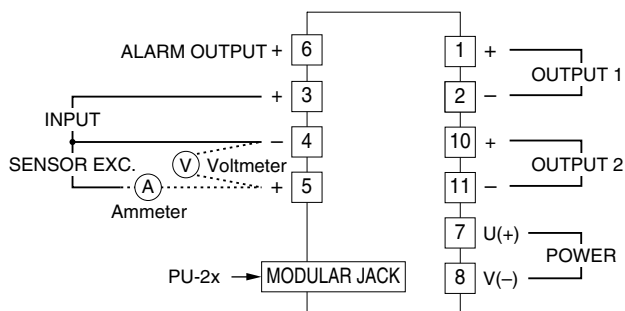 ALARM OUTPUT + 6
+ 3
INPUT
– 4
SENSOR EXC.
V Voltmeter
+ 5
A
Ammeter
PU-2x MODULAR JACK
1 +
OUTPUT 1
2 –
10 +
OUTPUT 2
11 –
7 U(+)
POWER
8 V(–)